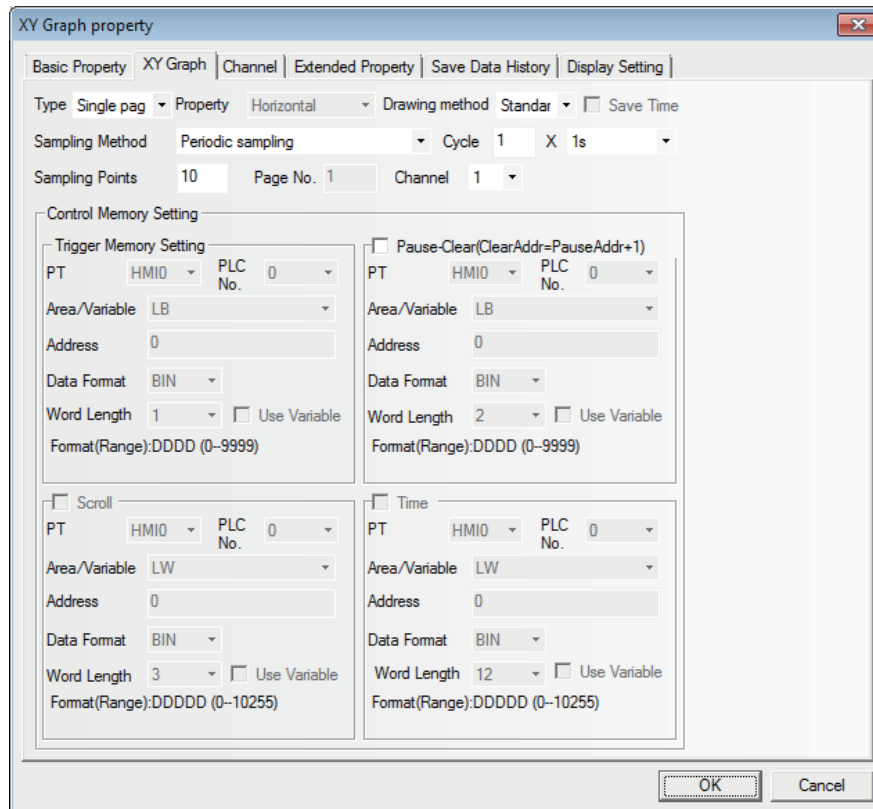 XY Graph property
Basic Property XY Graph Channel Extended Property Save Data History Display Setting
Type Single pag Property Horizontal Drawing method Standar Save Time
Sampling Method Periodic sampling Cycle 1 X 1s
Sampling Points 10 Page No. 1 Channel 1
Control Memory Setting
Trigger Memory Setting
PT HMI0 PLC No. 0
Area/Variable LB
Address 0
Data Format BIN
Word Length 1 Use Variable
Format(Range):DDDD (0--9999)
Pause-Clear(ClearAddr=PauseAddr+1)
PT HMI0 PLC No. 0
Area/Variable LB
Address 0
Data Format BIN
Word Length 2 Use Variable
Format(Range):DDDD (0--9999)
Scroll
PT HMI0 PLC No. 0
Area/Variable LW
Address 0
Data Format BIN
Word Length 3 Use Variable
Format(Range):DDDDD (0--10255)
Time
PT HMI0 PLC No. 0
Area/Variable LW
Address 0
Data Format BIN
Word Length 12 Use Variable
Format(Range):DDDDD (0--10255)
OK Cancel